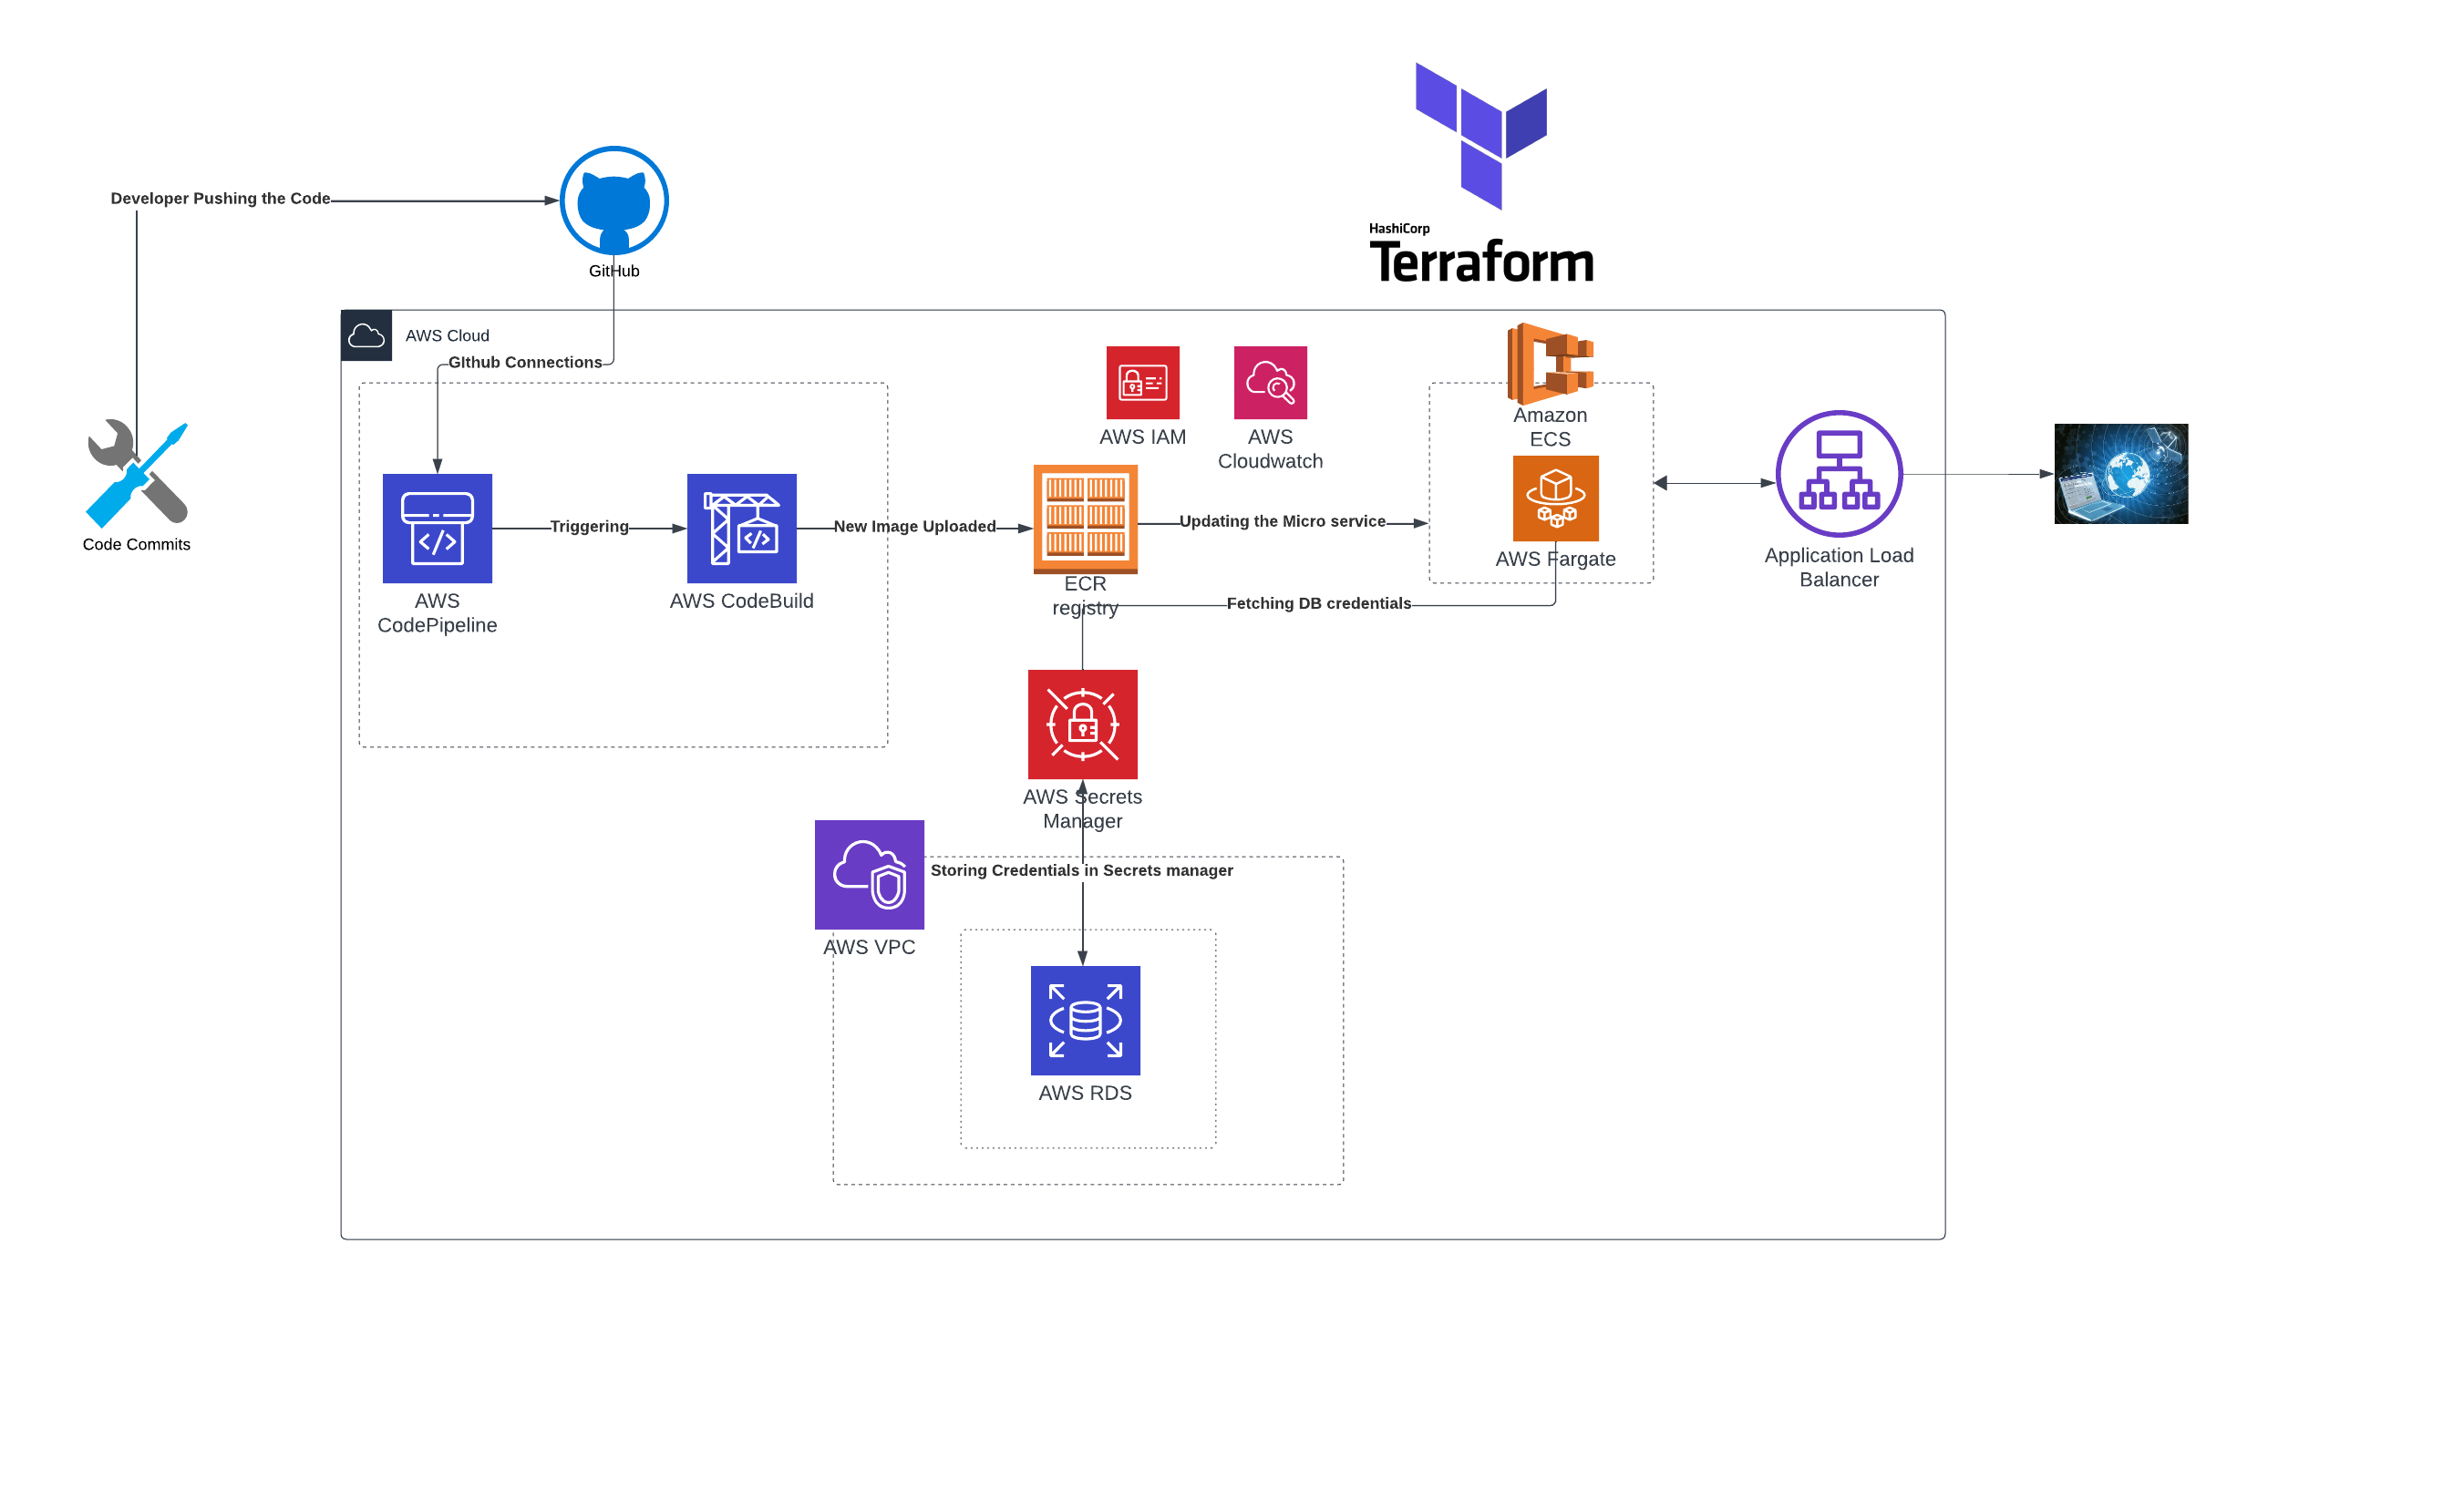 HashiCorp
Terraform
Developer Pushing the Code
GitHub
AWS Cloud
GIthub Connections
Code Commits
AWS
CodePipeline
Triggering
AWS CodeBuild
New Image Uploaded
AWS IAM
AWS
Cloudwatch
ECR
registry
Updating the Micro service
Amazon
ECS
AWS Fargate
Application Load
Balancer
Fetching DB credentials
AWS Secrets
Manager
Storing Credentials in Secrets manager
AWS VPC
AWS RDS